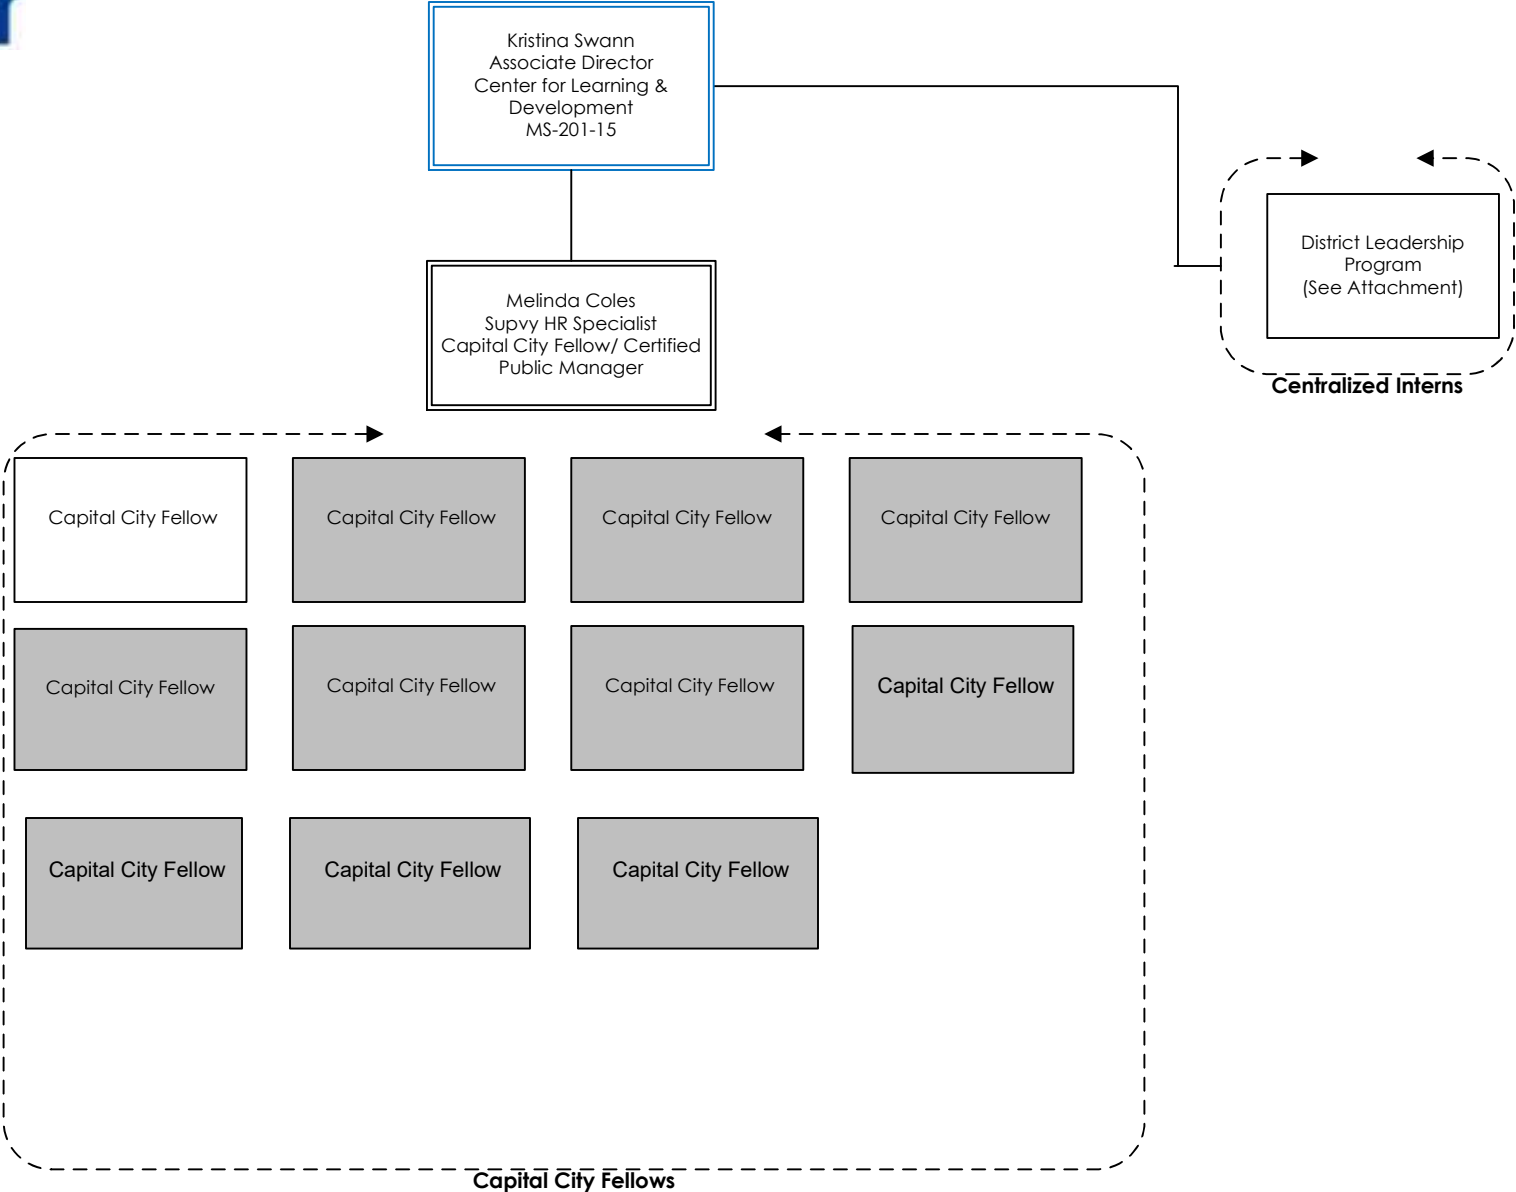 Kristina Swann
Associate Director
Center for Learning &
Development
MS-201-15
District Leadership
Program
(See Attachment)
Centralized Interns
Melinda Coles
Supvy HR Specialist
Capital City Fellow/ Certified
Public Manager
Capital City Fellow
Capital City Fellow
Capital City Fellow
Capital City Fellow
Capital City Fellow
Capital City Fellow
Capital City Fellow
Capital City Fellow
Capital City Fellow
Capital City Fellow
Capital City Fellow
Capital City Fellows